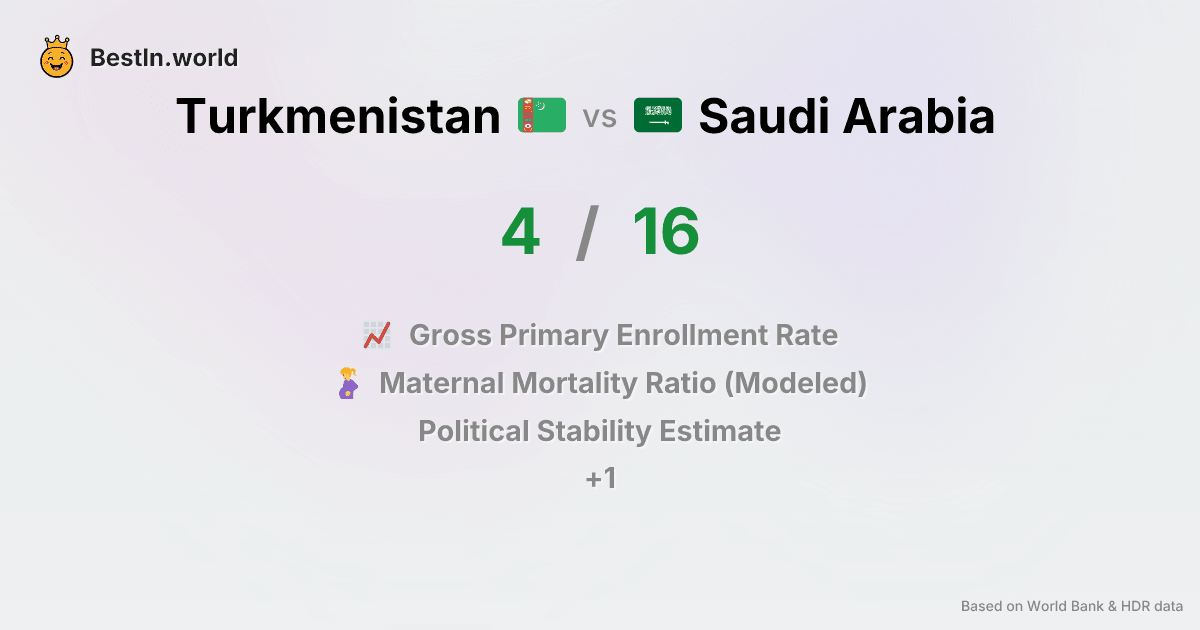 BestIn.world
Turkmenistan vs Saudi Arabia
4 / 16
Gross Primary Enrollment Rate
Maternal Mortality Ratio (Modeled)
Political Stability Estimate
+1
Based on World Bank & HDR data